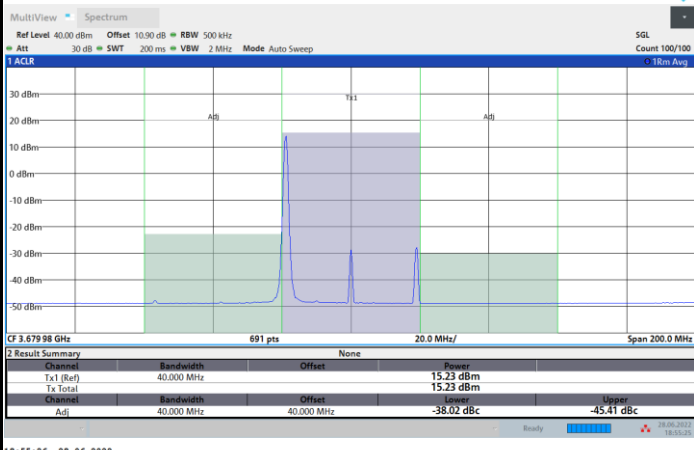 MultiView Spectrum
Ref Level 40.00 dBm Offset 10.90 dB RBW 500 kHz SGL
Att 30 dB SWT 200 ms VBW 2 MHz Mode Auto Sweep Count 100/100
1 ACLR 1Rm Avg
30 dBm
Tx1
20 dBm
Adj Adj
10 dBm
0 dBm
-10 dBm
-20 dBm
-30 dBm
-40 dBm
-50 dBm
CF 3.67998 GHz 691 pts 20.0 MHz/ Span 200.0 MHz
2 Result Summary None
Channel Bandwidth Offset Power
Tx1 (Ref) 40.000 MHz 15.23 dBm
Tx Total 15.23 dBm
Channel Bandwidth Offset Lower Upper
Adj 40.000 MHz 40.000 MHz -38.02 dBc -45.41 dBc
Ready 28.06.2022
18:55:25